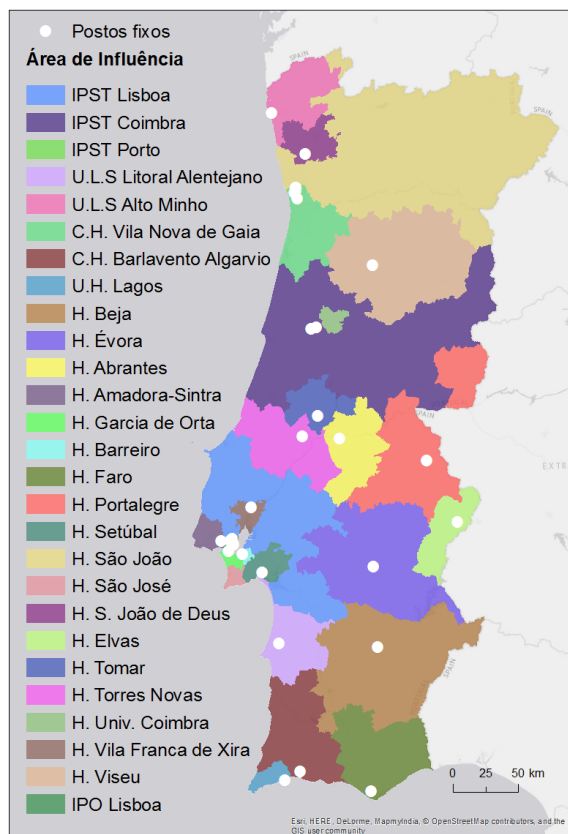 Postos fixos
Área de Influência
IPST Lisboa
IPST Coimbra
IPST Porto
U.L.S Litoral Alentejano
U.L.S Alto Minho
C.H. Vila Nova de Gaia
C.H. Barlavento Algarvio
U.H. Lagos
H. Beja
H. Évora
H. Abrantes
H. Amadora-Sintra
H. Garcia de Orta
H. Barreiro
H. Faro
H. Portalegre
H. Setúbal
H. São João
H. São José
H. S. João de Deus
H. Elvas
H. Tomar
H. Torres Novas
H. Univ. Coimbra
H. Vila Franca de Xira
H. Viseu
IPO Lisboa
SPAIN
SPAIN
SPAIN
EXTR
SPAIN
0 25 50 km
Esri, HERE, DeLorme, MapmyIndia, © OpenStreetMap contributors, and the
GIS user community